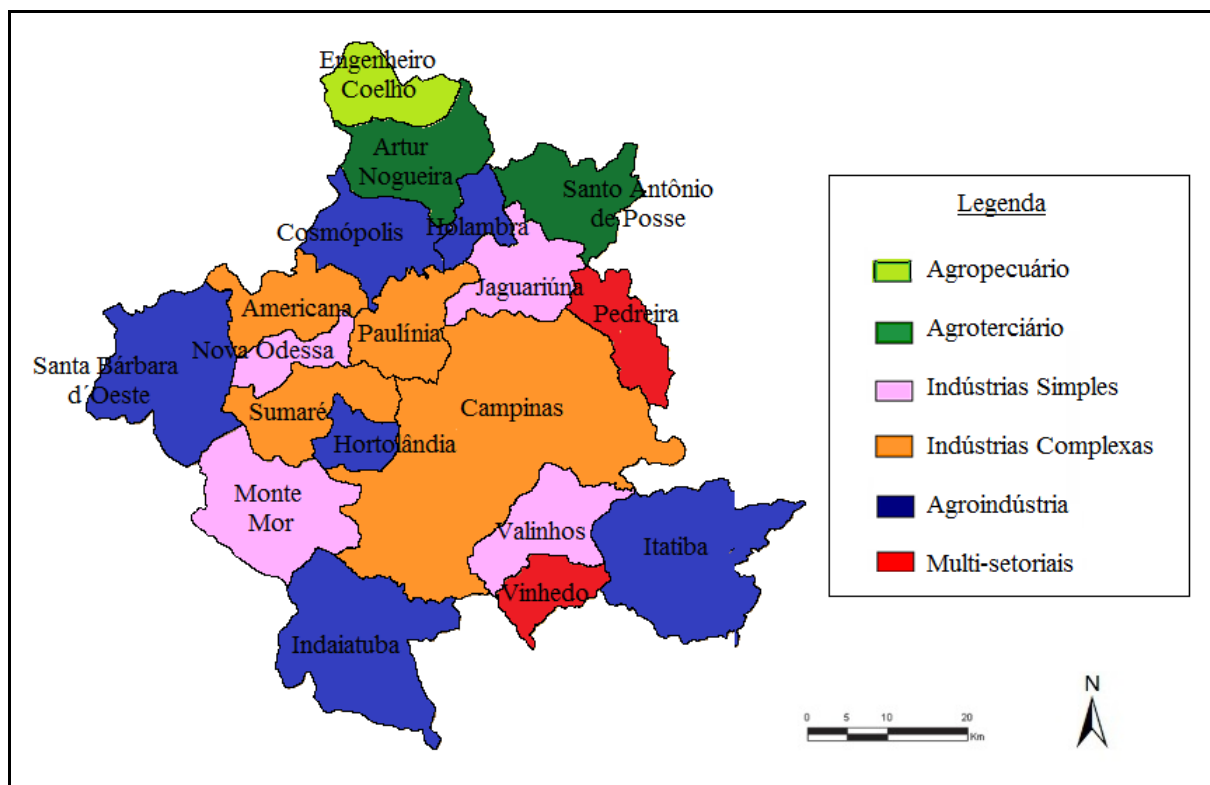 Engenheiro
Coelho
Artur
Nogueira
Santo Antônio
de Posse
Cosmópolis
Holambra
Jaguariúna
Pedreira
Americana
Paulínia
Nova Odessa
Santa Bárbara
d´Oeste
Sumaré
Campinas
Hortolândia
Monte
Mor
Valinhos
Itatiba
Vinhedo
Indaiatuba
Legenda
Agropecuário
Agroterciário
Indústrias Simples
Indústrias Complexas
Agroindústria
Multi-setoriais
N
0 5 10 20
Km